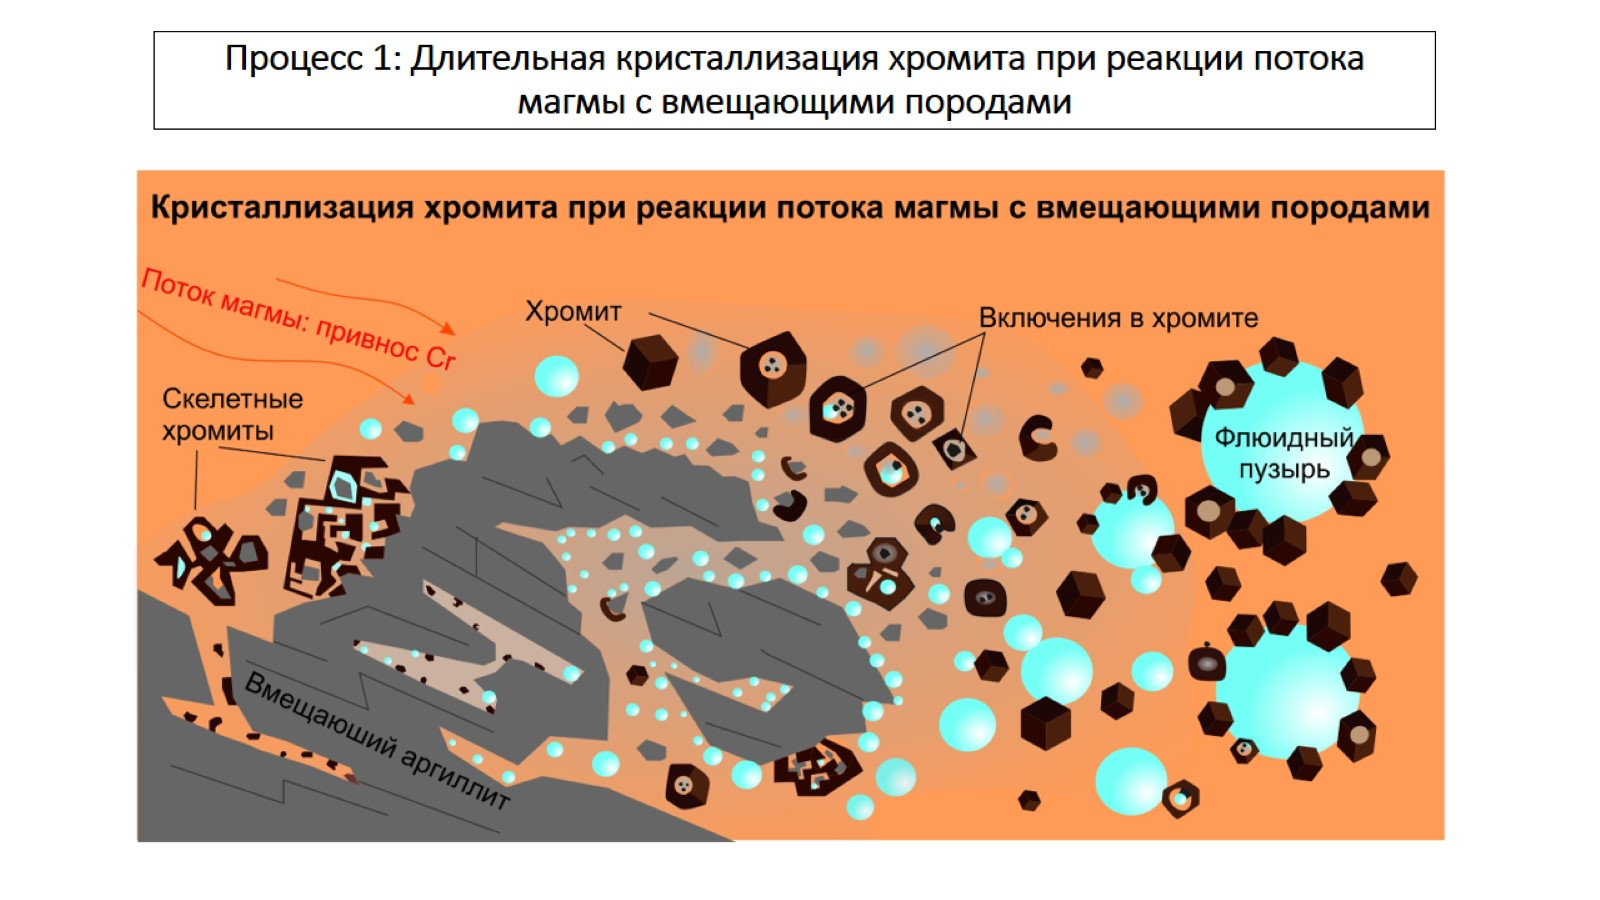 Процесс 1: Длительная кристаллизация хромита при реакции потока
магмы с вмещающими породами
Кристаллизация хромита при реакции потока магмы с вмещающими породами
Поток магмы: привнос Cr
Хромит
Включения в хромите
Скелетные
хромиты
Флюидный
пузырь
Вмещаюший аргиллит